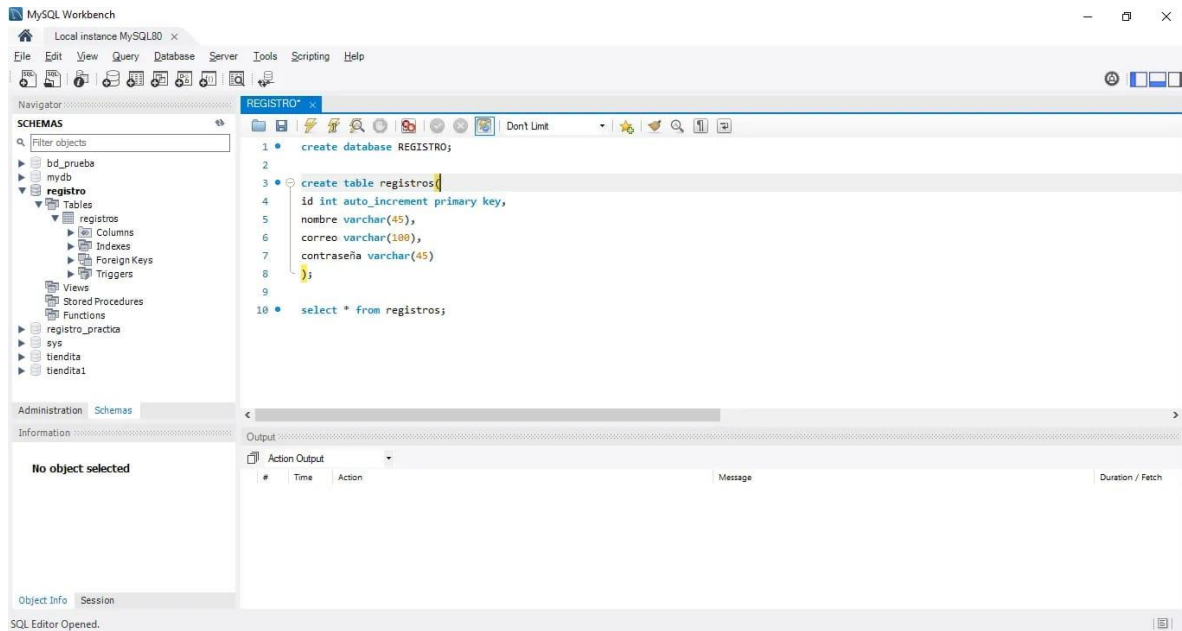 MySQL Workbench
Local instance MySQL80 ×
File Edit View Query Database Server Tools Scripting Help
Navigator
SCHEMAS
Filter objects
bd_prueba
mydb
registro
Tables
registros
Columns
Indexes
Foreign Keys
Triggers
Views
Stored Procedures
Functions
registro_practica
sys
tiendita
tiendita1
Administration Schemas
Information
No object selected
Object Info Session
REGISTRO* ×
Don't Limit
1 create database REGISTRO;
2
3 create table registros(
4 id int auto_increment primary key,
5 nombre varchar(45),
6 correo varchar(100),
7 contraseña varchar(45)
8 );
9
10 select * from registros;
Output
Action Output
# Time Action Message Duration / Fetch
SQL Editor Opened.